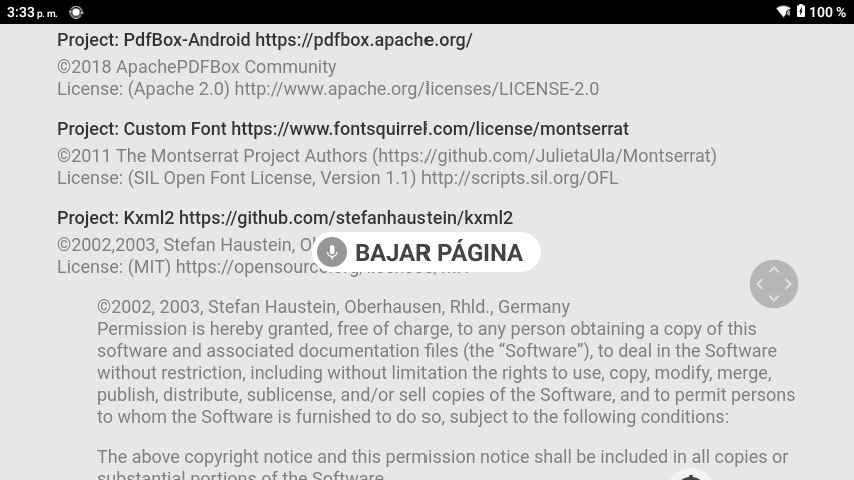 3:33 p. m.
100 %
Project: PdfBox-Android https://pdfbox.apache.org/
©2018 ApachePDFBox Community
License: (Apache 2.0) http://www.apache.org/licenses/LICENSE-2.0
Project: Custom Font https://www.fontsquirrel.com/license/montserrat
©2011 The Montserrat Project Authors (https://github.com/JulietaUla/Montserrat)
License: (SIL Open Font License, Version 1.1) http://scripts.sil.org/OFL
Project: Kxml2 https://github.com/stefanhaustein/kxml2
©2002,2003, Stefan Haustein,
BAJAR PÁGINA
License: (MIT)
©2002, 2003, Stefan Haustein, Oberhausen, Rhld., Germany
Permission is hereby granted, free of charge, to any person obtaining a copy of this
software and associated documentation files (the “Software”), to deal in the Software
without restriction, including without limitation the rights to use, copy, modify, merge,
publish, distribute, sublicense, and/or sell copies of the Software, and to permit persons
to whom the Software is furnished to do so, subject to the following conditions:
The above copyright notice and this permission notice shall be included in all copies or
substantial portions of the Software.